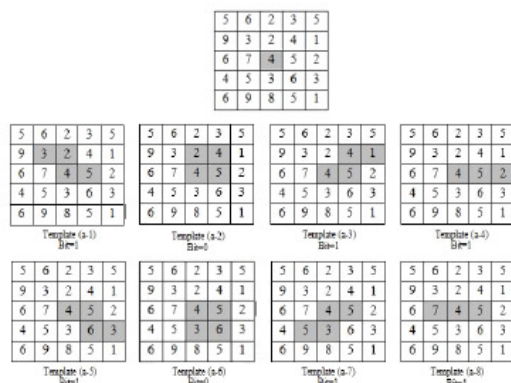 5 6 2 3 5
9 3 2 4 1
6 7 4 5 2
4 5 3 6 3
6 9 8 5 1
5 6 2 3 5 5 6 2 3 5 5 6 2 3 5 5 6 2 3 5
9 3 2 4 1 9 3 2 4 1 9 3 2 4 1 9 3 2 4 1
6 7 4 5 2 6 7 4 5 2 6 7 4 5 2 6 7 4 5 2
4 5 3 6 3 4 5 3 6 3 4 5 3 6 3 4 5 3 6 3
6 9 8 5 1 6 9 8 5 1 6 9 8 5 1 6 9 8 5 1
Template (a-1) Template (a-2) Template (a-3) Template (a-4)
Bit=1 Bit=0 Bit=1 Bit=1
5 6 2 3 5 5 6 2 3 5 5 6 2 3 5 5 6 2 3 5
9 3 2 4 1 9 3 2 4 1 9 3 2 4 1 9 3 2 4 1
6 7 4 5 2 6 7 4 5 2 6 7 4 5 2 6 7 4 5 2
4 5 3 6 3 4 5 3 6 3 4 5 3 6 3 4 5 3 6 3
6 9 8 5 1 6 9 8 5 1 6 9 8 5 1 6 9 8 5 1
Template (a-5) Template (a-6) Template (a-7) Template (a-8)